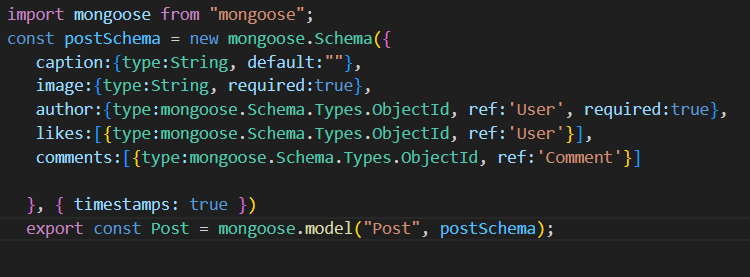 import mongoose from "mongoose";
const postSchema = new mongoose.Schema({
caption:{type:String, default:""},
image:{type:String, required:true},
author:{type:mongoose.Schema.Types.ObjectId, ref:'User', required:true},
likes:[{type:mongoose.Schema.Types.ObjectId, ref:'User'}],
comments:[{type:mongoose.Schema.Types.ObjectId, ref:'Comment'}]
}, { timestamps: true })
export const Post = mongoose.model("Post", postSchema);